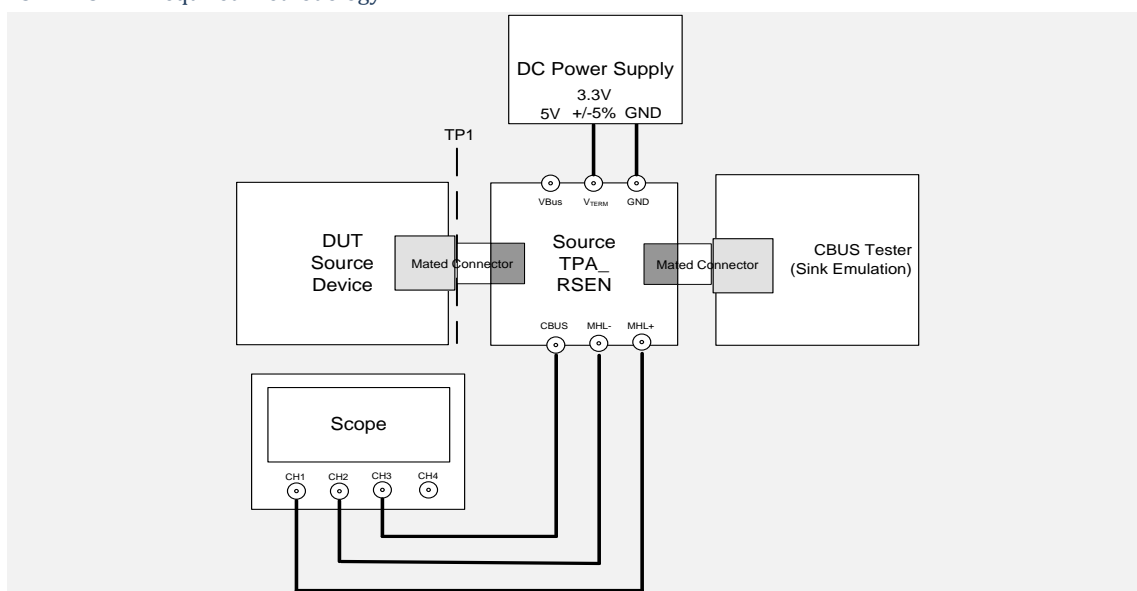 DC Power Supply
3.3V
5V +/-5% GND
TP1
VBus VTERM GND
DUT
Source
Device
Mated Connector
Source
TPA_
RSEN
Mated Connector
CBUS Tester
(Sink Emulation)
CBUS MHL- MHL+
Scope
CH1 CH2 CH3 CH4